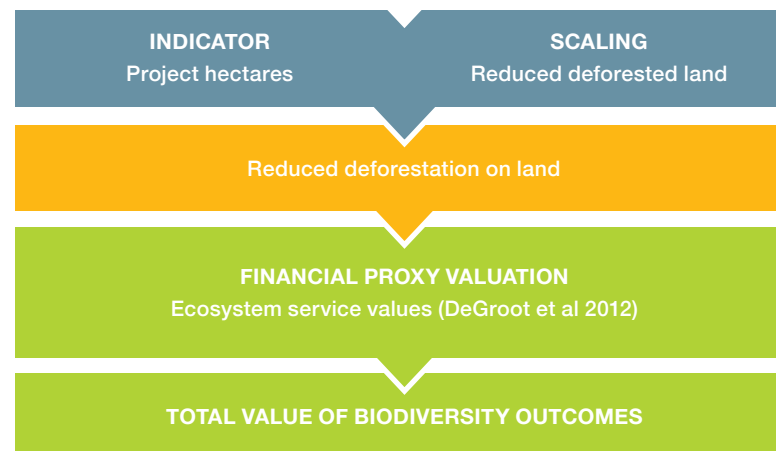 INDICATOR
Project hectares
SCALING
Reduced deforested land
Reduced deforestation on land
FINANCIAL PROXY VALUATION
Ecosystem service values (DeGroot et al 2012)
TOTAL VALUE OF BIODIVERSITY OUTCOMES